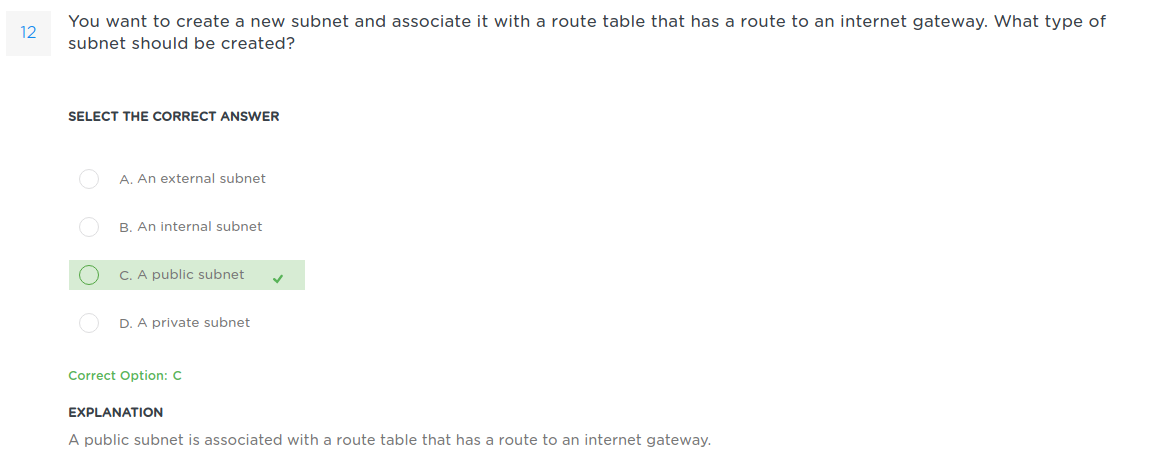 12
You want to create a new subnet and associate it with a route table that has a route to an internet gateway. What type of
subnet should be created?
SELECT THE CORRECT ANSWER
A. An external subnet
B. An internal subnet
C. A public subnet
D. A private subnet
Correct Option: C
EXPLANATION
A public subnet is associated with a route table that has a route to an internet gateway.